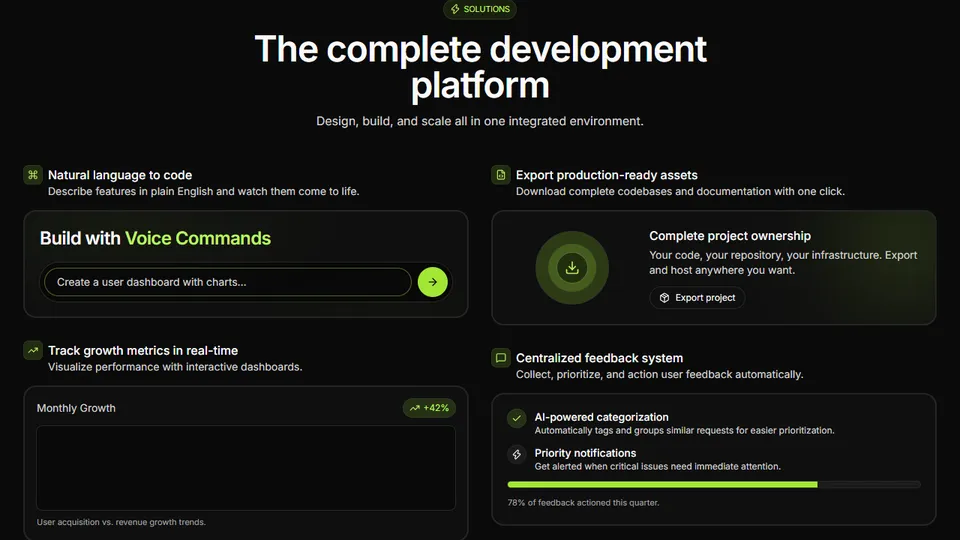 SOLUTIONS
The complete development
platform
Design, build, and scale all in one integrated environment.
Natural language to code
Describe features in plain English and watch them come to life.
Build with Voice Commands
Create a user dashboard with charts...
Track growth metrics in real-time
Visualize performance with interactive dashboards.
Monthly Growth
+42%
User acquisition vs. revenue growth trends.
Export production-ready assets
Download complete codebases and documentation with one click.
Complete project ownership
Your code, your repository, your infrastructure. Export
and host anywhere you want.
Export project
Centralized feedback system
Collect, prioritize, and action user feedback automatically.
AI-powered categorization
Automatically tags and groups similar requests for easier prioritization.
Priority notifications
Get alerted when critical issues need immediate attention.
78% of feedback actioned this quarter.